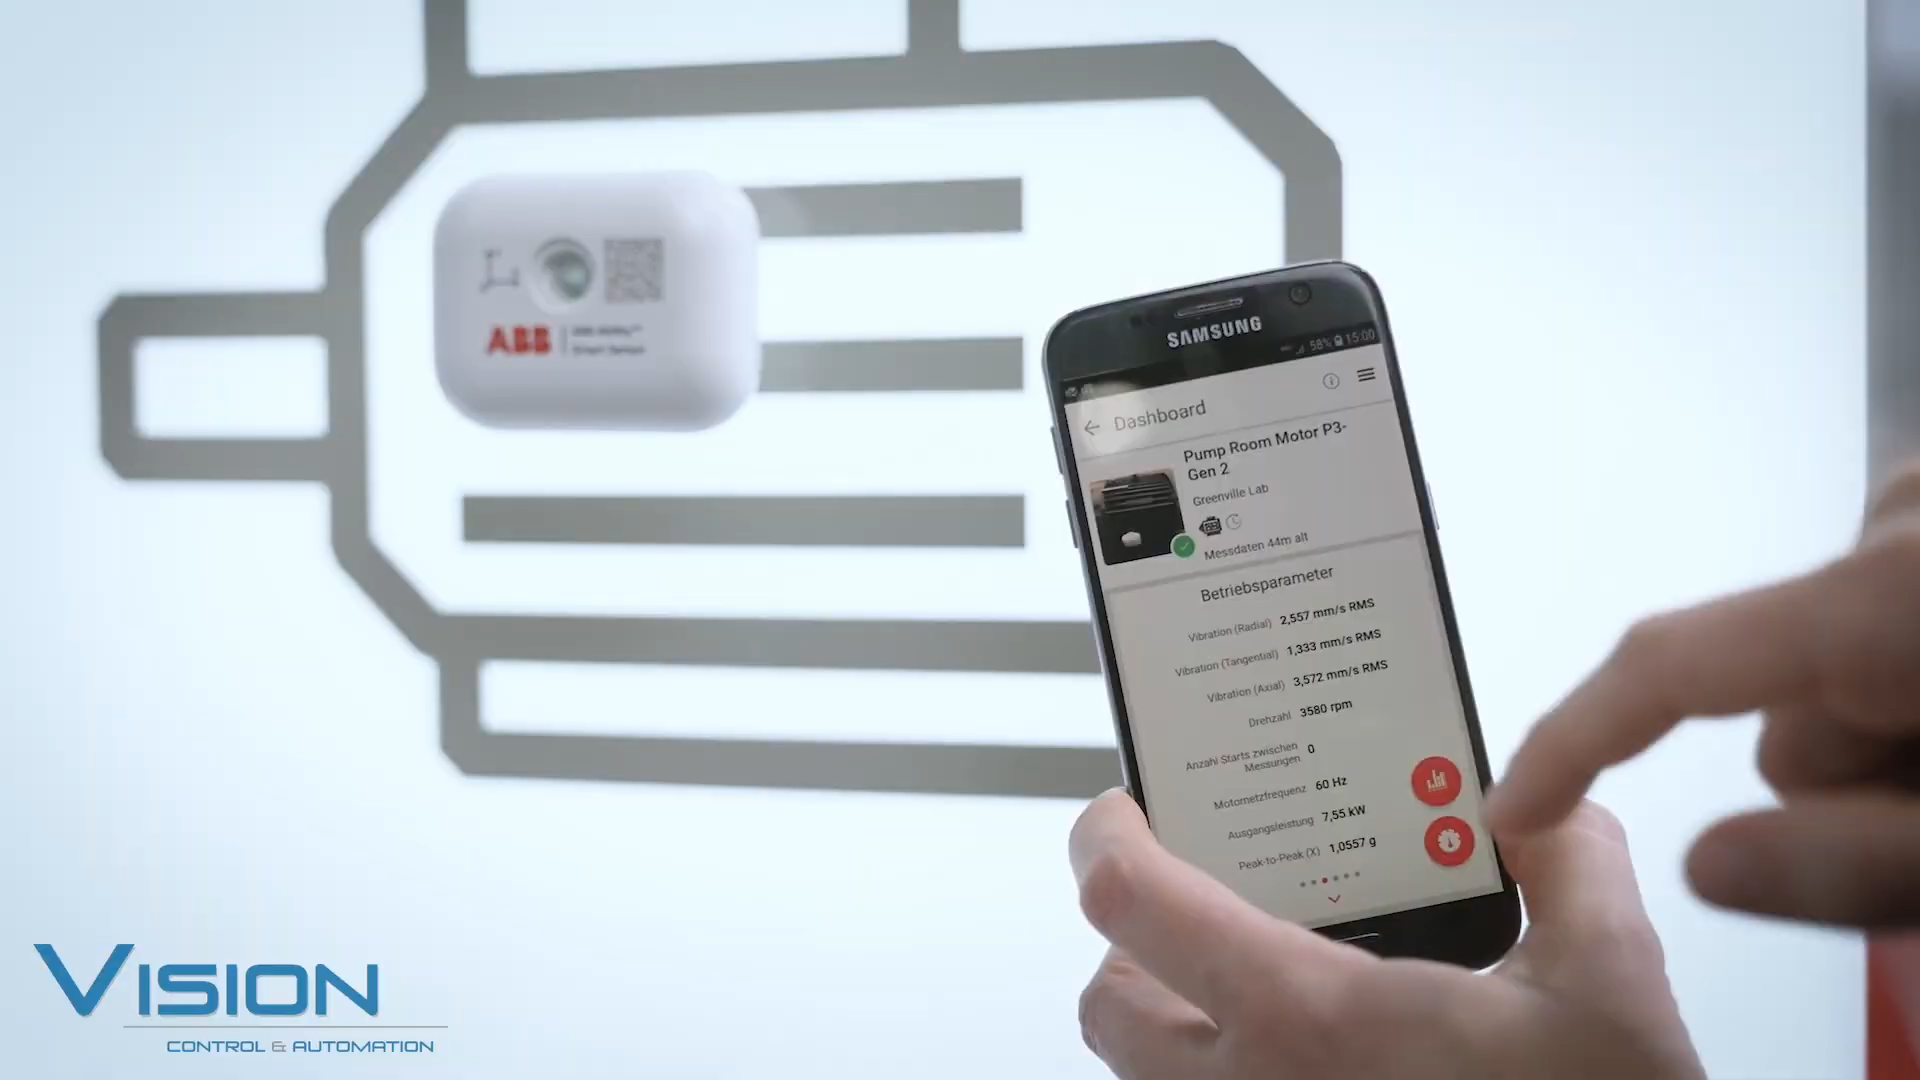 ABB
SAMSUNG
58% 15:00
Dashboard
Pump Room Motor P3-
Gen 2
Greenville Lab
Messdaten 44m alt
Betriebsparameter
Vibration (Radial) 2,557 mm/s RMS
Vibration (Tangential) 1,333 mm/s RMS
Vibration (Axial) 3,572 mm/s RMS
Drehzahl 3580 rpm
Anzahl Starts zwischen 0
Messungen
Motornetzfrequenz 60 Hz
Ausgangsleistung 7,55 kW
Peak-to-Peak (X) 1,0557 g
VISION
CONTROL & AUTOMATION